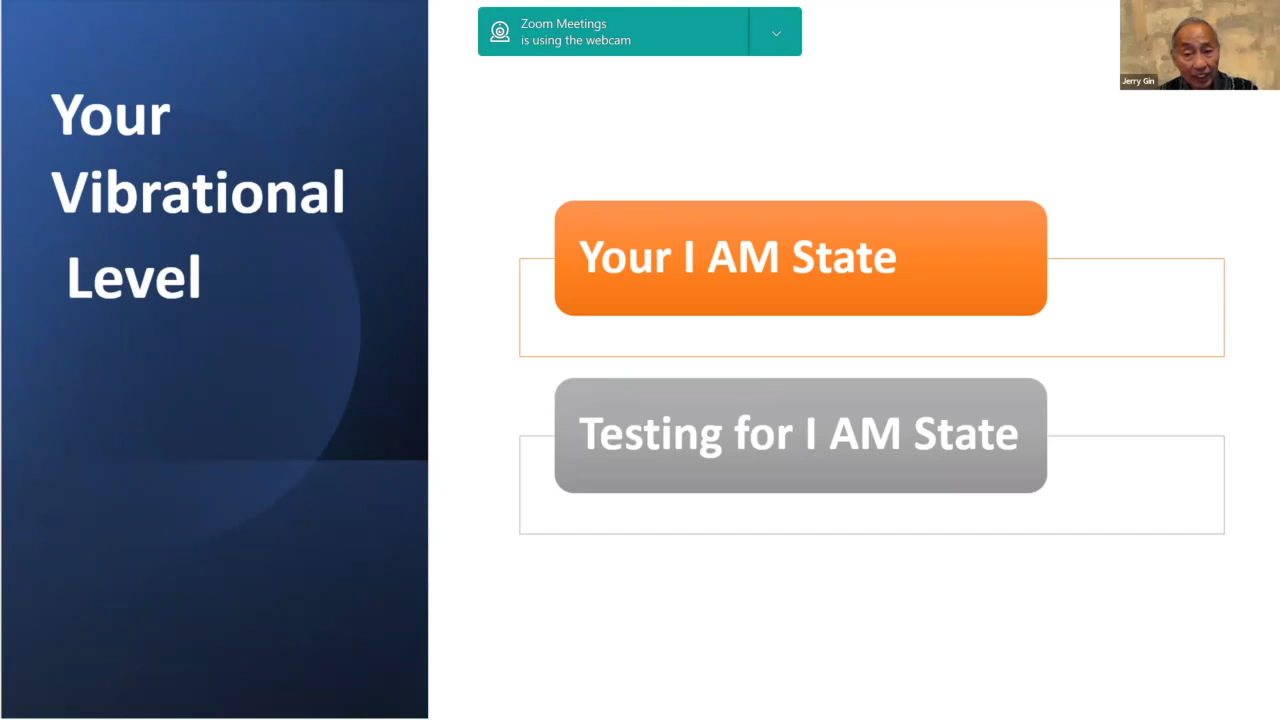 Your
Vibrational
Level
Zoom Meetings
is using the webcam
Jerry Gin
Your I AM State
Testing for I AM State